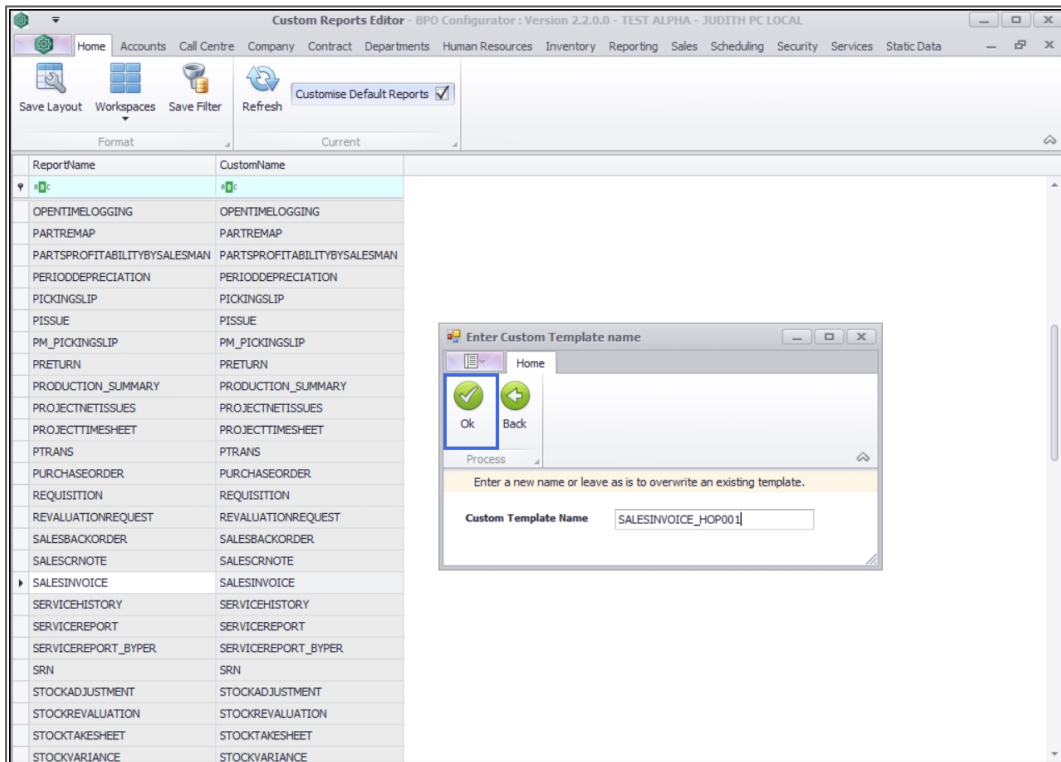 Custom Reports Editor - BPO Configurator : Version 2.2.0.0 - TEST ALPHA - JUDITH PC LOCAL
Home Accounts Call Centre Company Contract Departments Human Resources Inventory Reporting Sales Scheduling Security Services Static Data
Save Layout Workspaces Save Filter Refresh Customise Default Reports
Format Current
ReportName CustomName
OPENTIMELOGGING OPENTIMELOGGING
PARTREMAP PARTREMAP
PARTSPROFITABILITYBYSALESMAN PARTSPROFITABILITYBYSALESMAN
PERIODDEPRECIATION PERIODDEPRECIATION
PICKINGSLIP PICKINGSLIP
PISSUE PISSUE
PM_PICKINGSLIP PM_PICKINGSLIP
PRETURN PRETURN
PRODUCTION_SUMMARY PRODUCTION_SUMMARY
PROJECTNETISSUES PROJECTNETISSUES
PROJECTTIMESHEET PROJECTTIMESHEET
PTRANS PTRANS
PURCHASEORDER PURCHASEORDER
REQUISITION REQUISITION
REVALUATIONREQUEST REVALUATIONREQUEST
SALESBACKORDER SALESBACKORDER
SALESCRNOTE SALESCRNOTE
SALESINVOICE SALESINVOICE
SERVICEHISTORY SERVICEHISTORY
SERVICEREPORT SERVICEREPORT
SERVICEREPORT_BYPER SERVICEREPORT_BYPER
SRN SRN
STOCKADJUSTMENT STOCKADJUSTMENT
STOCKREVALUATION STOCKREVALUATION
STOCKTAKESHEET STOCKTAKESHEET
STOCKVARIANCE STOCKVARIANCE
Enter Custom Template name
Home
Ok Back
Process
Enter a new name or leave as is to overwrite an existing template.
Custom Template Name SALESINVOICE_HOP001